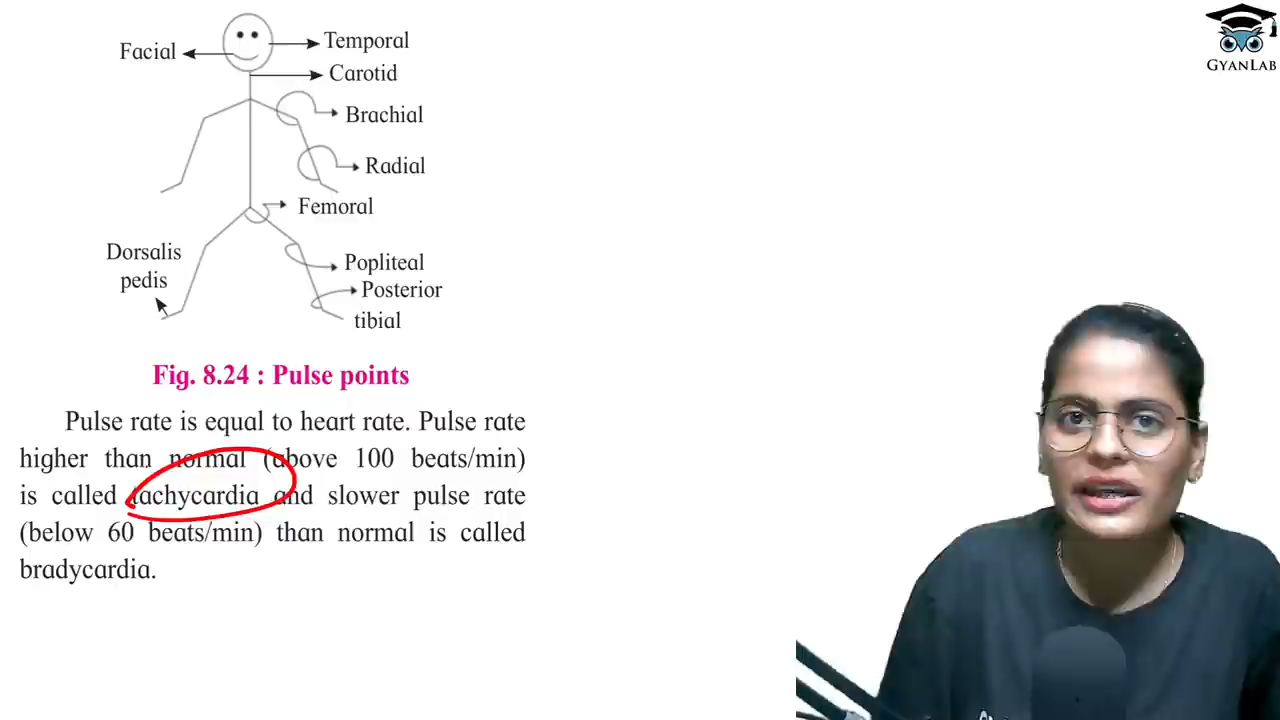 Facial
Temporal
Carotid
Brachial
Radial
Femoral
Dorsalis
pedis
Popliteal
Posterior
tibial
Fig. 8.24 : Pulse points
Pulse rate is equal to heart rate. Pulse rate
higher than normal (above 100 beats/min)
is called tachycardia and slower pulse rate
(below 60 beats/min) than normal is called
bradycardia.
GYANLAB